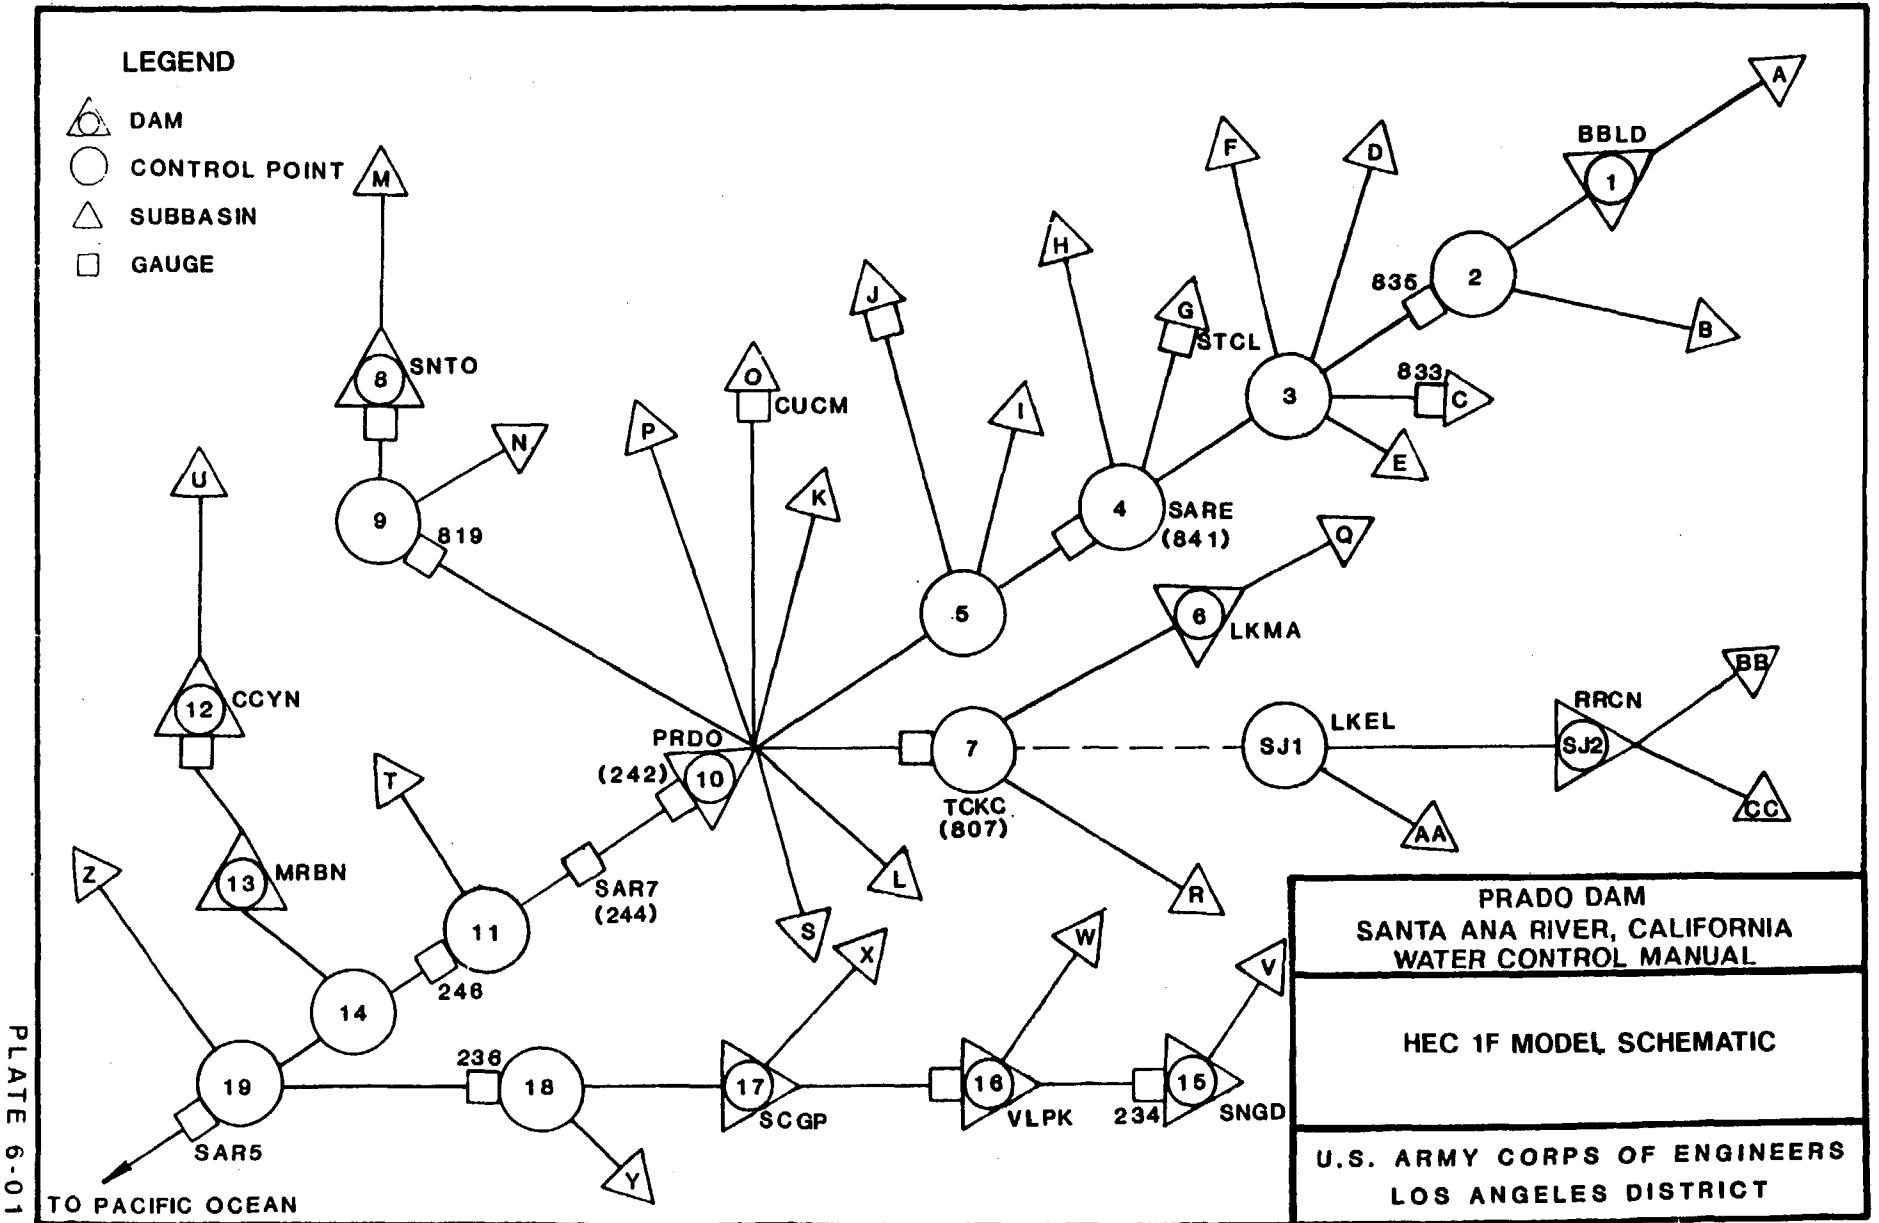 LEGEND
DAM
CONTROL POINT
SUBBASIN
GAUGE
A
BBLD
1
F
D
M
2
835
B
H
G
STCL
J
SNTO
8
O
CUCM
833
C
3
I
E
P
N
K
U
9
819
4
SARE
(841)
Q
5
6
LKMA
BB
RRCN
CCYN
12
LKEL
PRDO
(242)
10
7
SJ1
SJ2
TCKC
(807)
CC
AA
T
Z
13
MRBN
SAR7
(244)
L
R
11
S
X
W
V
246
14
236
19
18
17
16
15
SCGP
VLPK
234
SNGD
SAR5
Y
TO PACIFIC OCEAN
PRADO DAM
SANTA ANA RIVER, CALIFORNIA
WATER CONTROL MANUAL
HEC 1F MODEL SCHEMATIC
U.S. ARMY CORPS OF ENGINEERS
LOS ANGELES DISTRICT
PLATE 6-01